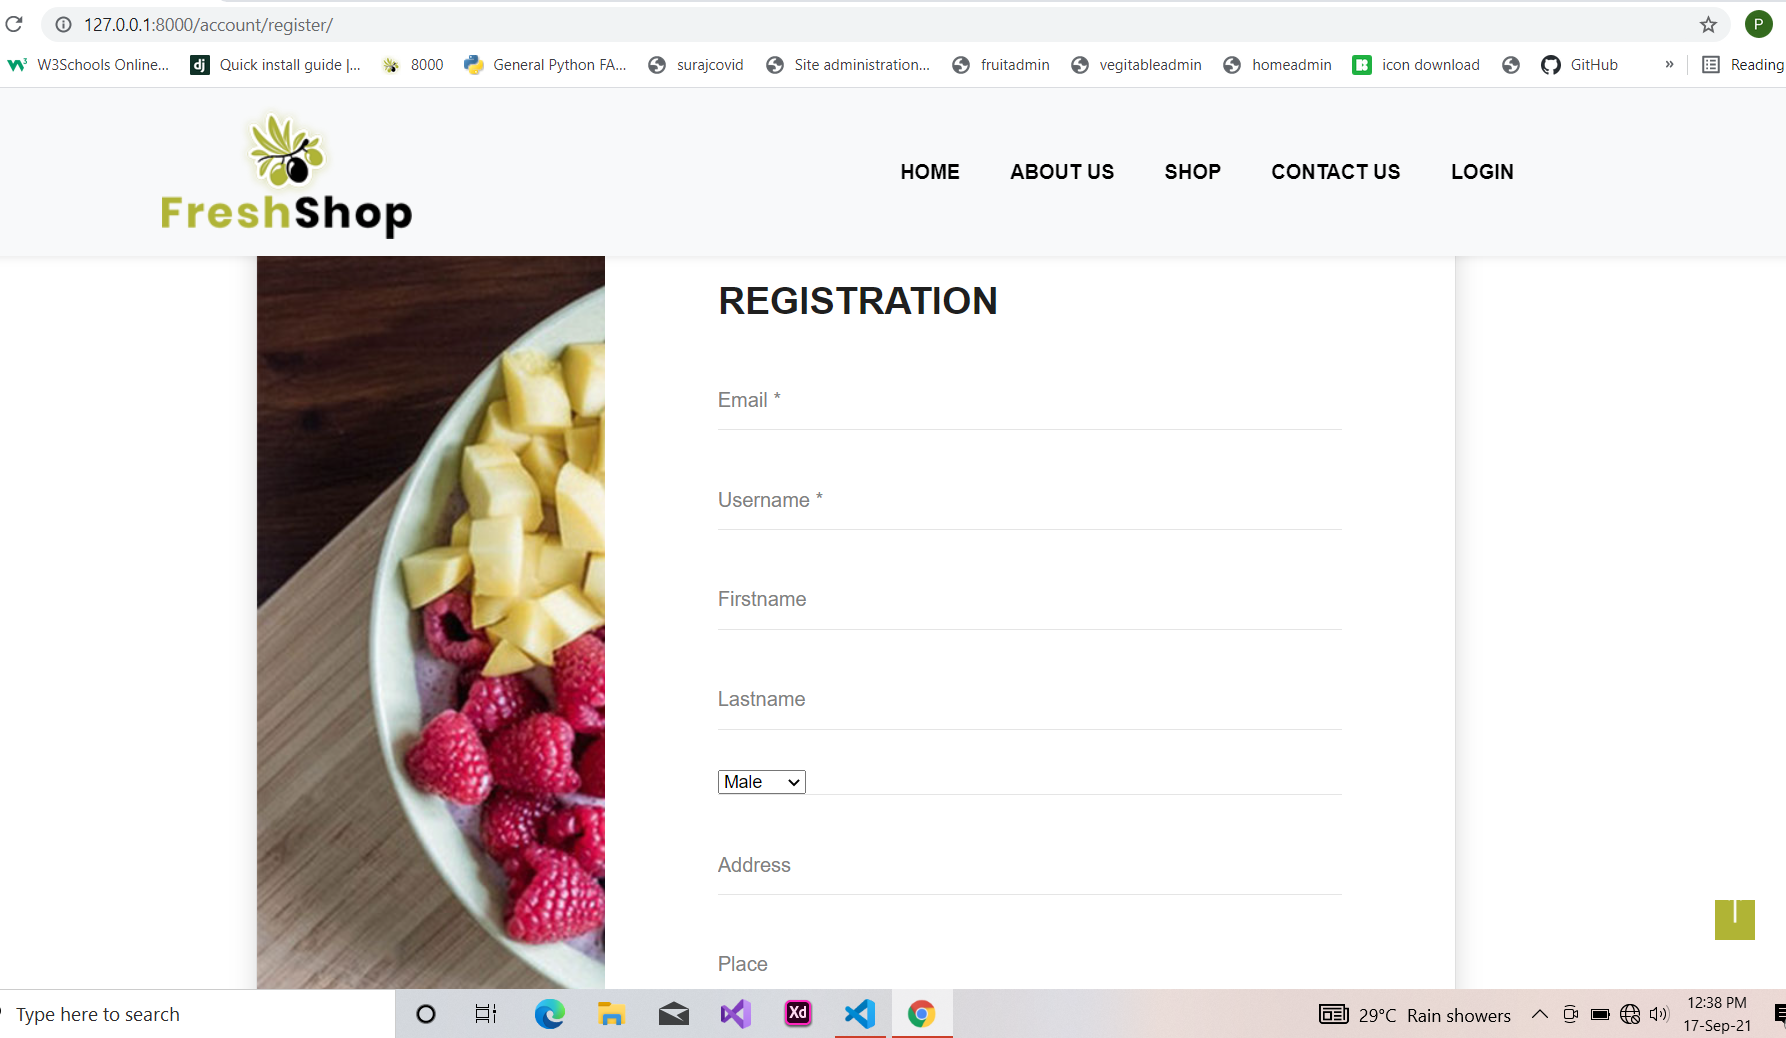 127.0.0.1:8000/account/register/
P
W3Schools Online... dj Quick install guide |... 8000 General Python FA... surajcovid Site administration... fruitadmin vegitableadmin homeadmin icon download GitHub » Reading
FreshShop
HOME ABOUT US SHOP CONTACT US LOGIN
REGISTRATION
Email *
Username *
Firstname
Lastname
Male
Address
Place
Type here to search
Xd
29°C Rain showers
12:38 PM
17-Sep-21